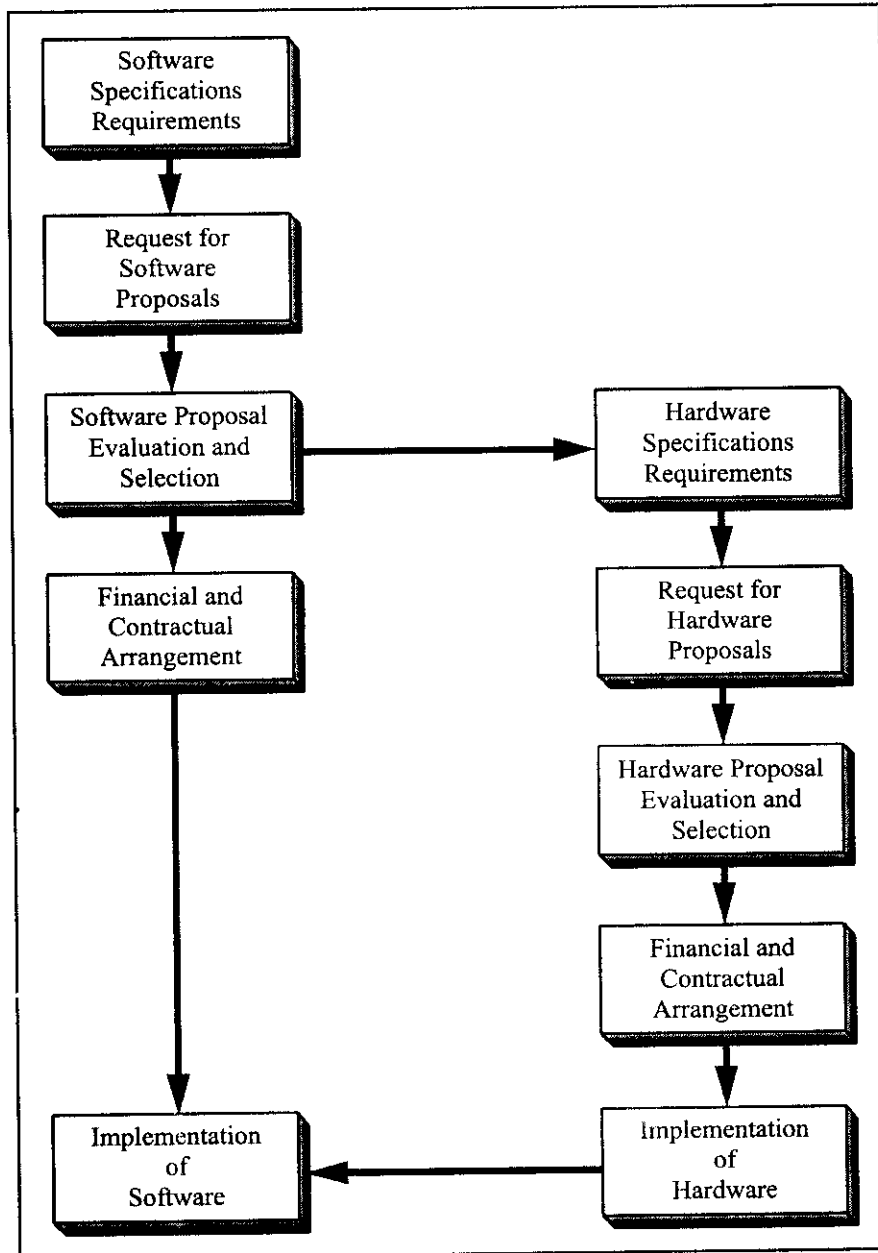 Software
Specifications
Requirements
Request for
Software
Proposals
Software Proposal
Evaluation and
Selection
Financial and
Contractual
Arrangement
Implementation
of
Software
Hardware
Specifications
Requirements
Request for
Hardware
Proposals
Hardware Proposal
Evaluation and
Selection
Financial and
Contractual
Arrangement
Implementation
of
Hardware